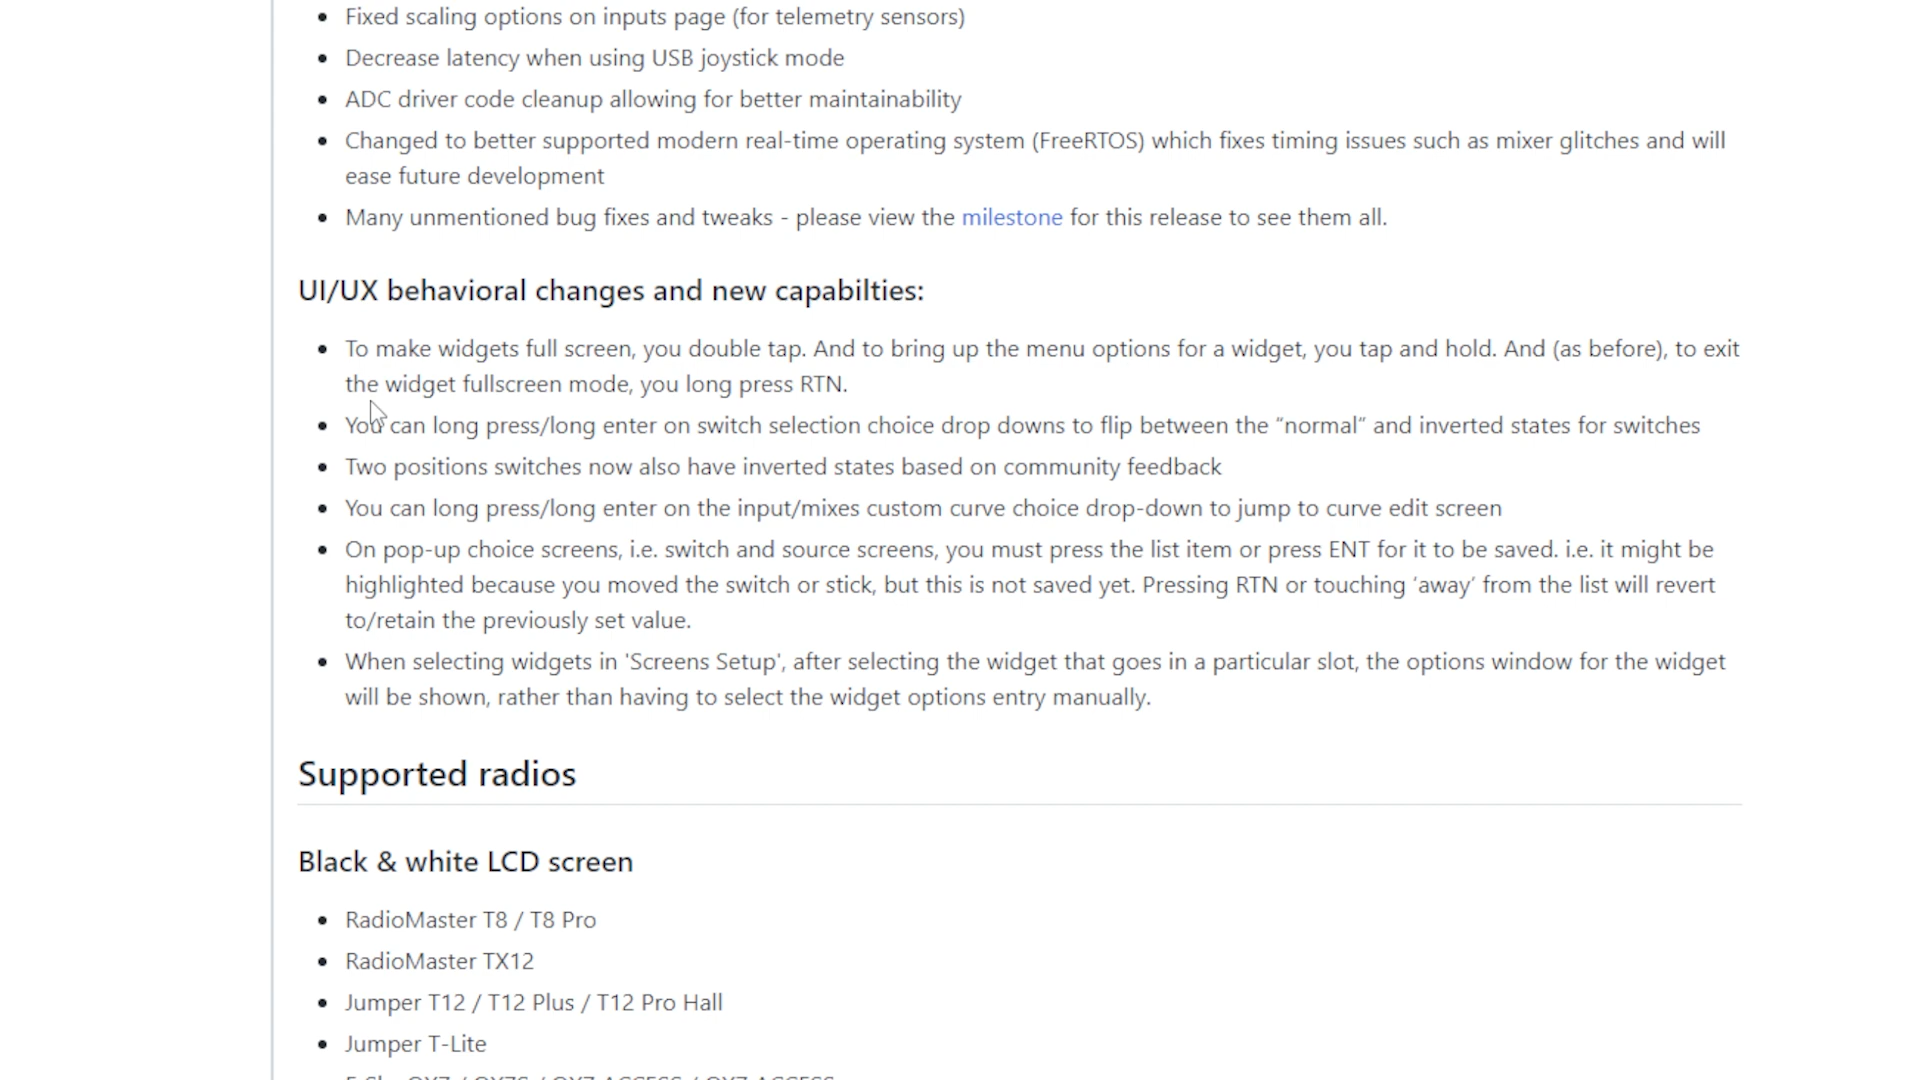 Fixed scaling options on inputs page (for telemetry sensors)
Decrease latency when using USB joystick mode
ADC driver code cleanup allowing for better maintainability
Changed to better supported modern real-time operating system (FreeRTOS) which fixes timing issues such as mixer glitches and will
ease future development
Many unmentioned bug fixes and tweaks - please view the milestone for this release to see them all.
UI/UX behavioral changes and new capabilties:
To make widgets full screen, you double tap. And to bring up the menu options for a widget, you tap and hold. And (as before), to exit
the widget fullscreen mode, you long press RTN.
You can long press/long enter on switch selection choice drop downs to flip between the “normal” and inverted states for switches
Two positions switches now also have inverted states based on community feedback
You can long press/long enter on the input/mixes custom curve choice drop-down to jump to curve edit screen
On pop-up choice screens, i.e. switch and source screens, you must press the list item or press ENT for it to be saved. i.e. it might be
highlighted because you moved the switch or stick, but this is not saved yet. Pressing RTN or touching ‘away’ from the list will revert
to/retain the previously set value.
When selecting widgets in 'Screens Setup', after selecting the widget that goes in a particular slot, the options window for the widget
will be shown, rather than having to select the widget options entry manually.
Supported radios
Black & white LCD screen
RadioMaster T8 / T8 Pro
RadioMaster TX12
Jumper T12 / T12 Plus / T12 Pro Hall
Jumper T-Lite